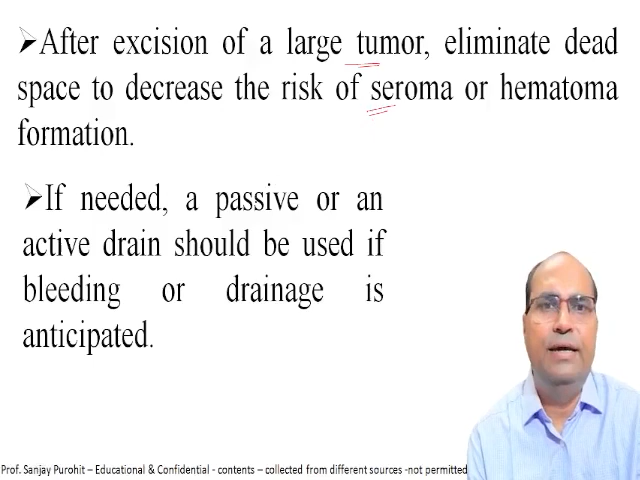 ➢After excision of a large tumor, eliminate dead
space to decrease the risk of seroma or hematoma
formation.
➢If needed, a passive or an
active drain should be used if
bleeding or drainage is
anticipated.
Prof. Sanjay Purohit – Educational & Confidential - contents – collected from different sources -not permitted